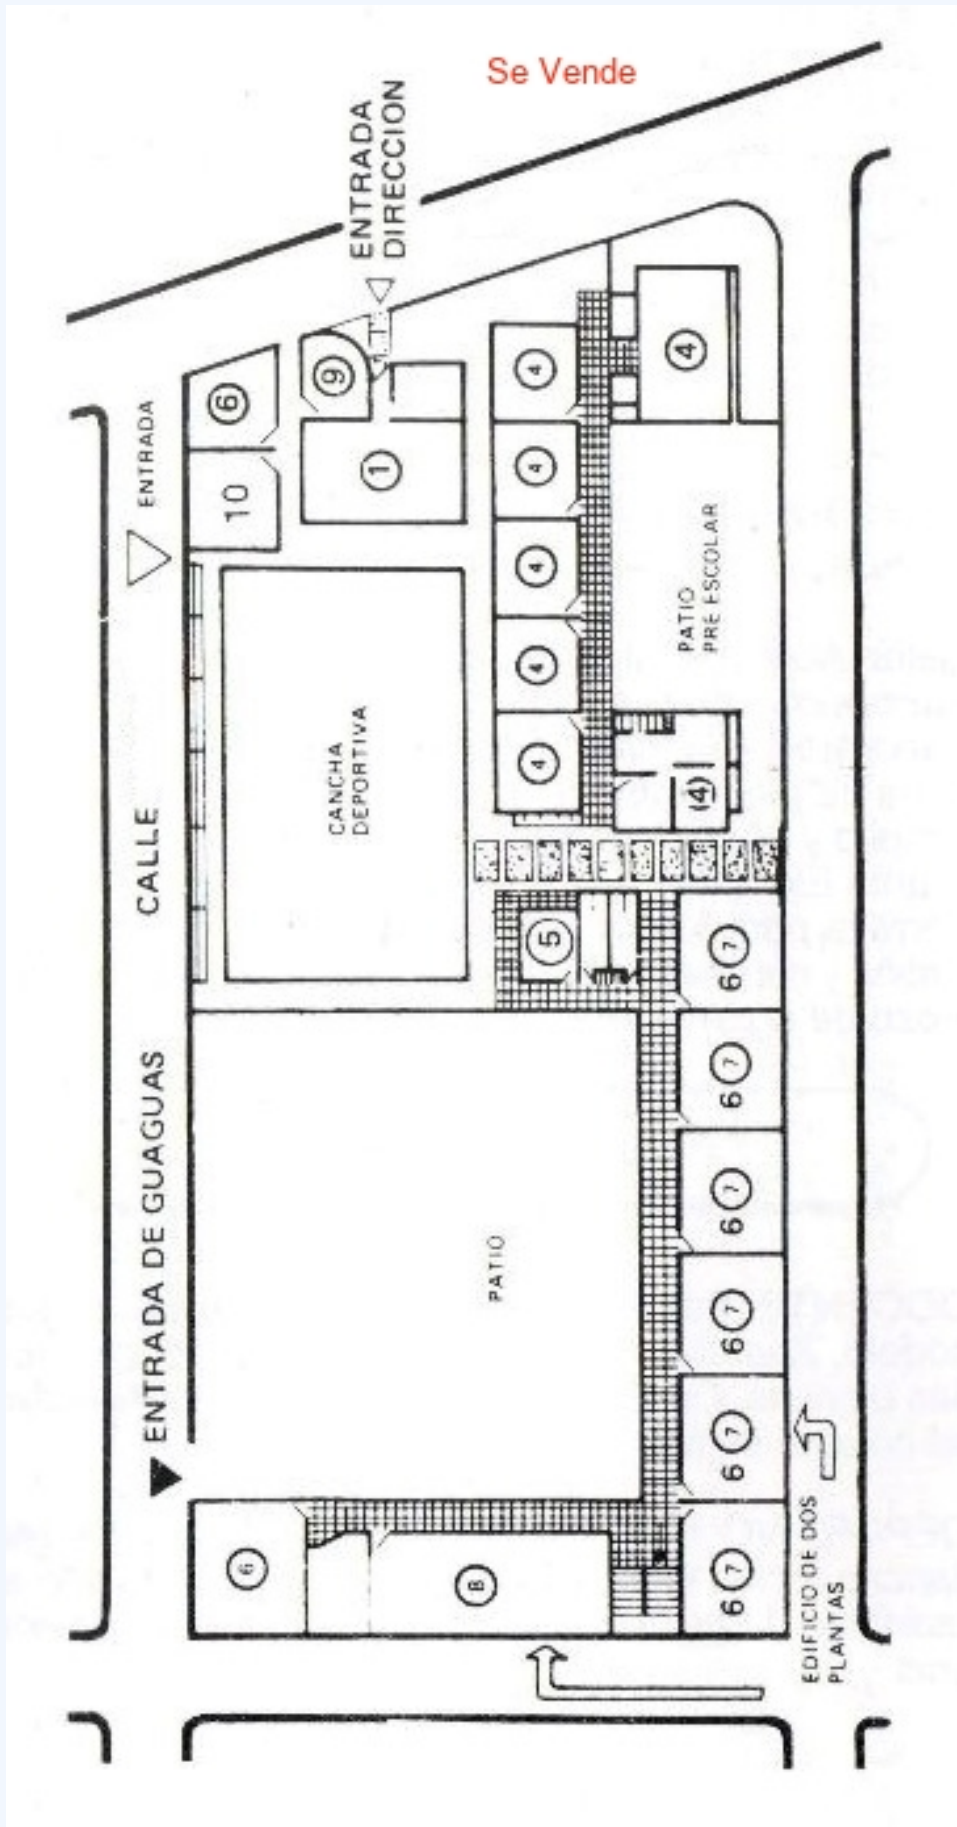 Se Vende
ENTRADA
DIRECCION
ENTRADA
6
9
10
1
4
4
4
4
4
4
(4)
PATIO
PRE ESCOLAR
CANCHA
DEPORTIVA
CALLE
5
ENTRADA DE GUAGUAS
PATIO
6 7
6 7
6 7
6 7
6 7
6 7
6
8
EDIFICIO DE DOS
PLANTAS